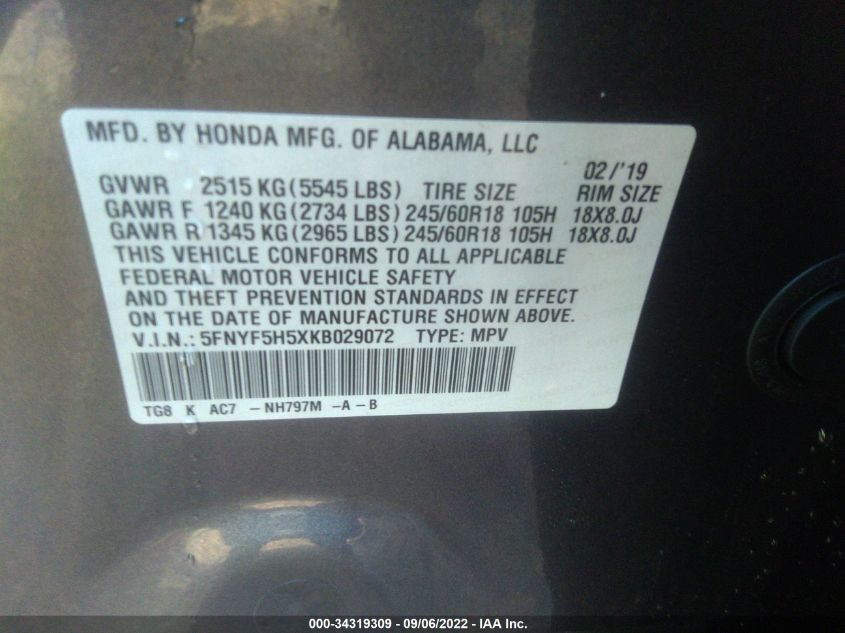 MFD. BY HONDA MFG. OF ALABAMA, LLC
02/'19
GVWR 2515 KG(5545 LBS) TIRE SIZE RIM SIZE
GAWR F 1240 KG(2734 LBS) 245/60R18 105H 18X8.0J
GAWR R 1345 KG(2965 LBS) 245/60R18 105H 18X8.0J
THIS VEHICLE CONFORMS TO ALL APPLICABLE
FEDERAL MOTOR VEHICLE SAFETY
AND THEFT PREVENTION STANDARDS IN EFFECT
ON THE DATE OF MANUFACTURE SHOWN ABOVE.
V.I.N.: 5FNYF5H5XKB029072 TYPE: MPV
TG8 K AC7 -NH797M -A-B
000-34319309 - 09/06/2022 - IAA Inc.